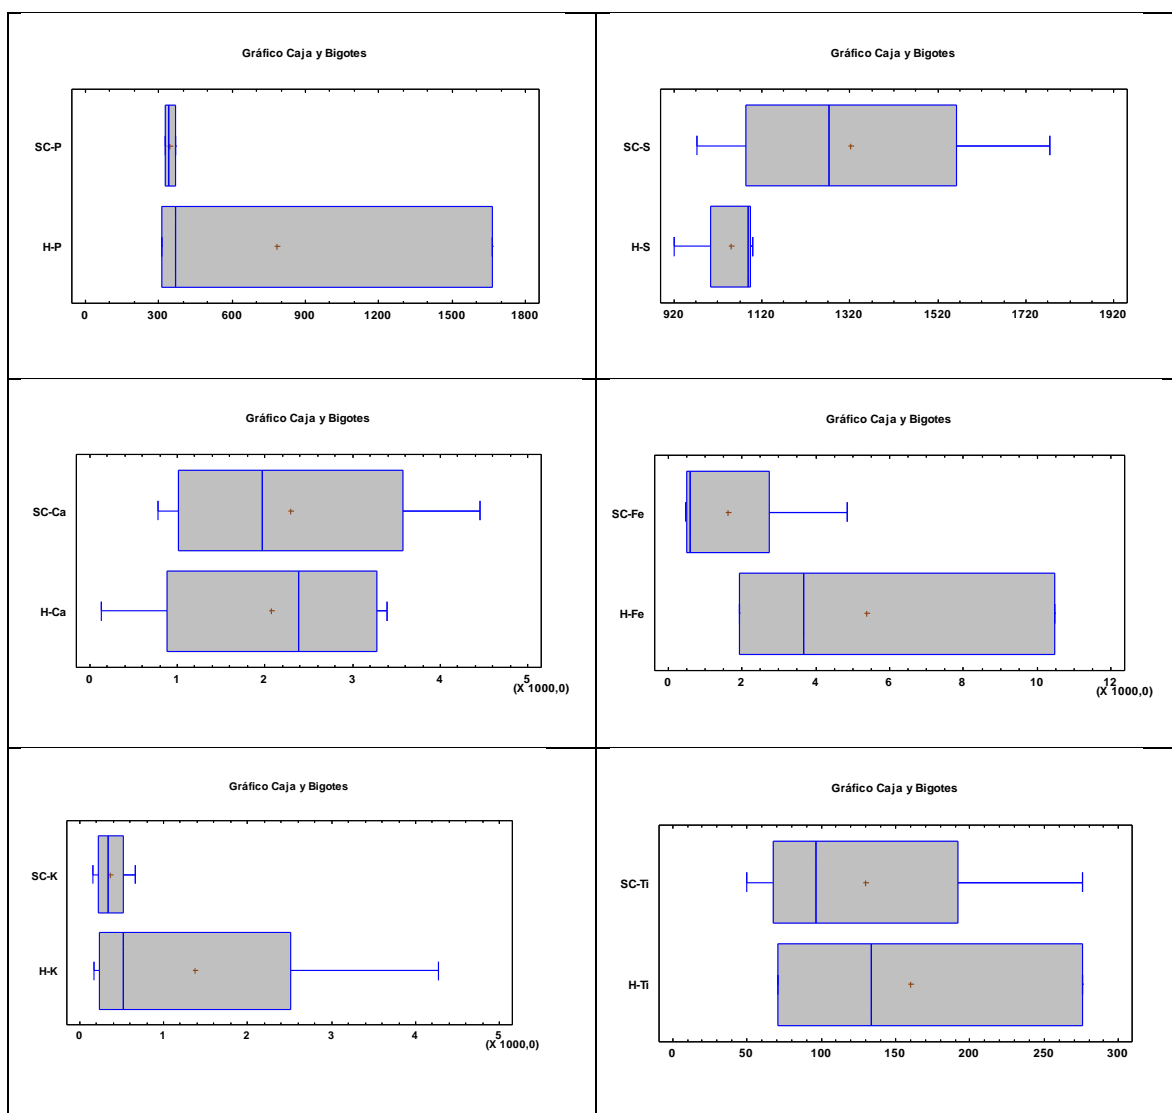 Gráfico Caja y Bigotes
SC-P
H-P
0 300 600 900 1200 1500 1800
Gráfico Caja y Bigotes
SC-S
H-S
920 1120 1320 1520 1720 1920
Gráfico Caja y Bigotes
SC-Ca
H-Ca
0 1 2 3 4 5
(X 1000,0)
Gráfico Caja y Bigotes
SC-Fe
H-Fe
0 2 4 6 8 10 12
(X 1000,0)
Gráfico Caja y Bigotes
SC-K
H-K
0 1 2 3 4 5
(X 1000,0)
Gráfico Caja y Bigotes
SC-Ti
H-Ti
0 50 100 150 200 250 300